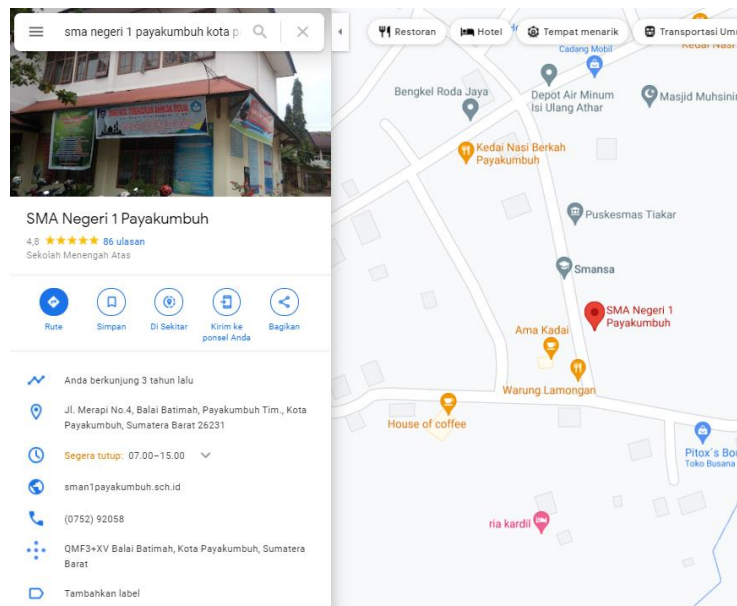 sma negeri 1 payakumbuh kota p
SMA Negeri 1 Payakumbuh
4,8 86 ulasan
Sekolah Menengah Atas
Rute
Simpan
Di Sekitar
Kirim ke
ponsel Anda
Bagikan
Anda berkunjung 3 tahun lalu
Jl. Merapi No.4, Balai Batimah, Payakumbuh Tim., Kota
Payakumbuh, Sumatera Barat 26231
Segera tutup: 07.00–15.00
sman1payakumbuh.sch.id
(0752) 92058
QMF3+XV Balai Batimah, Kota Payakumbuh, Sumatera
Barat
Tambahkan label
Restoran
Hotel
Tempat menarik
Transportasi Umu
Cadang Mobil
Kedai Nasi
Bengkel Roda Jaya
Depot Air Minum
Isi Ulang Athar
Masjid Muhsinin
Kedai Nasi Berkah
Payakumbuh
Puskesmas Tiakar
Smansa
SMA Negeri 1
Payakumbuh
Ama Kadai
Warung Lamongan
House of coffee
Pitox's Bo
Toko Busana
ria kardil